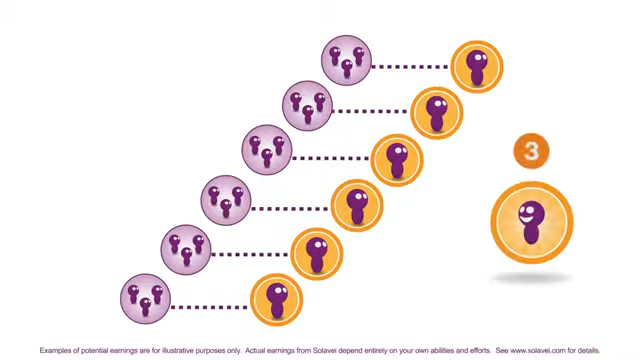 3
Examples of potential earnings are for illustrative purposes only. Actual earnings from Solavei depend entirely on your own abilities and efforts. See www.solavei.com for details.